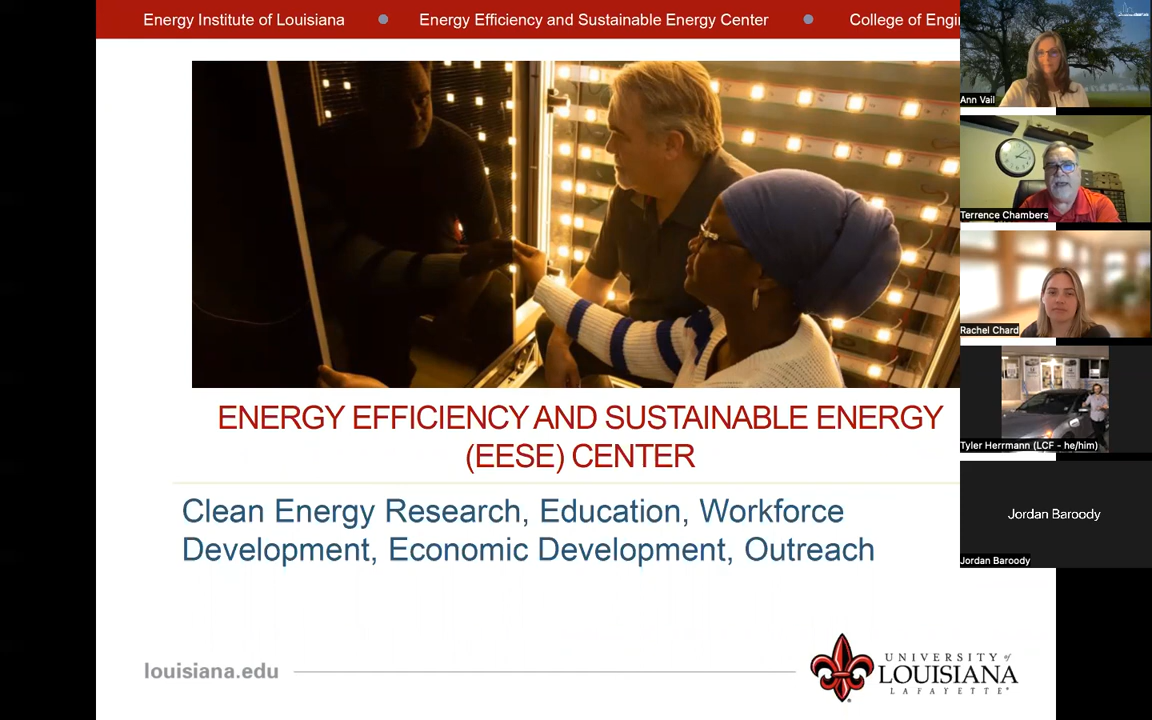 Energy Institute of Louisiana • Energy Efficiency and Sustainable Energy Center • College of Engi
Ann Vail
Terrence Chambers
Rachel Chard
Tyler Herrmann (LCF - he/him)
Jordan Baroody
Jordan Baroody
ENERGY EFFICIENCY AND SUSTAINABLE ENERGY
(EESE) CENTER
Clean Energy Research, Education, Workforce
Development, Economic Development, Outreach
louisiana.edu
UNIVERSITY of
LOUISIANA
LAFAYETTE